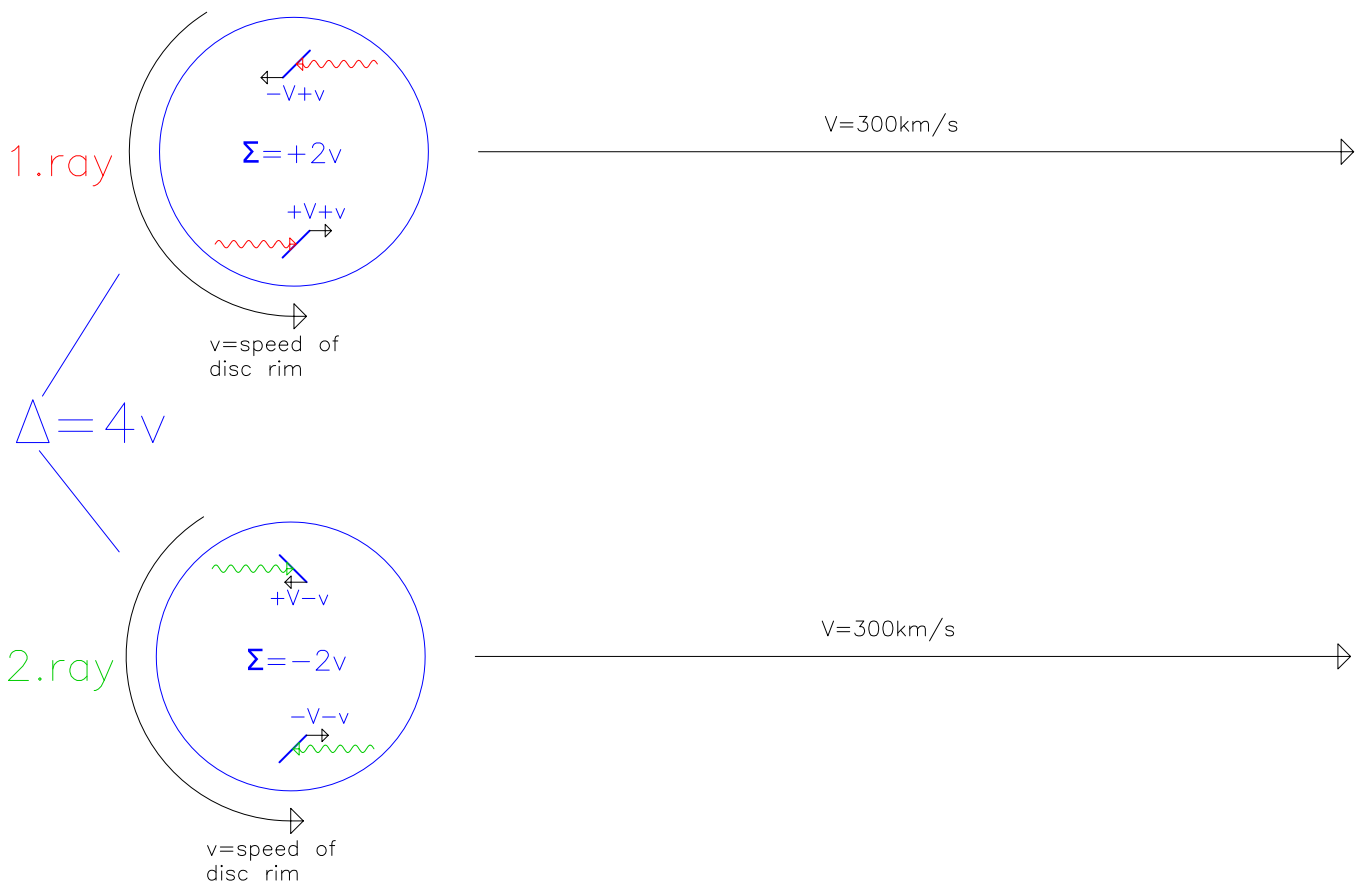 -V+v
V=300km/s
1.ray
Σ=+2v
+V+v
v=speed of
disc rim
Δ=4v
+V-v
V=300km/s
2.ray
Σ=-2v
-V-v
v=speed of
disc rim